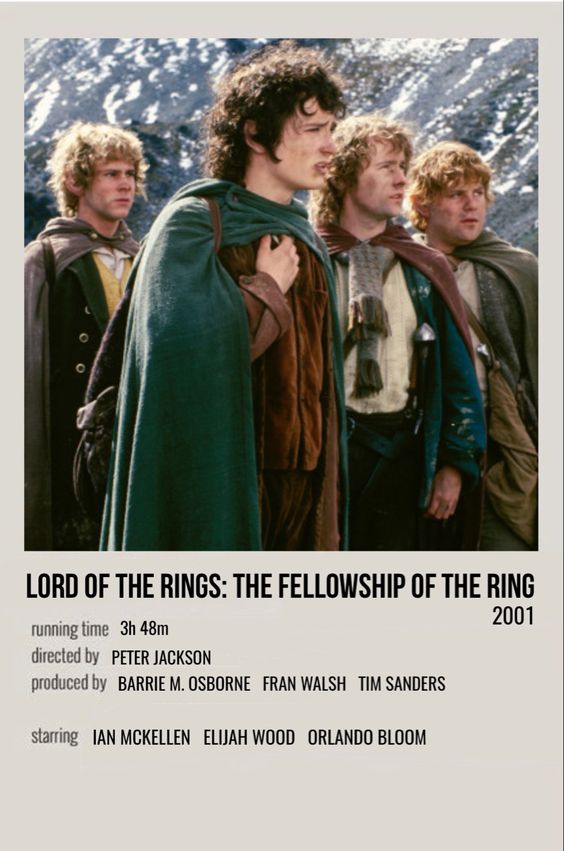 LORD OF THE RINGS: THE FELLOWSHIP OF THE RING
2001
running time 3h 48m
directed by PETER JACKSON
produced by BARRIE M. OSBORNE FRAN WALSH TIM SANDERS
starring IAN MCKELLEN ELIJAH WOOD ORLANDO BLOOM